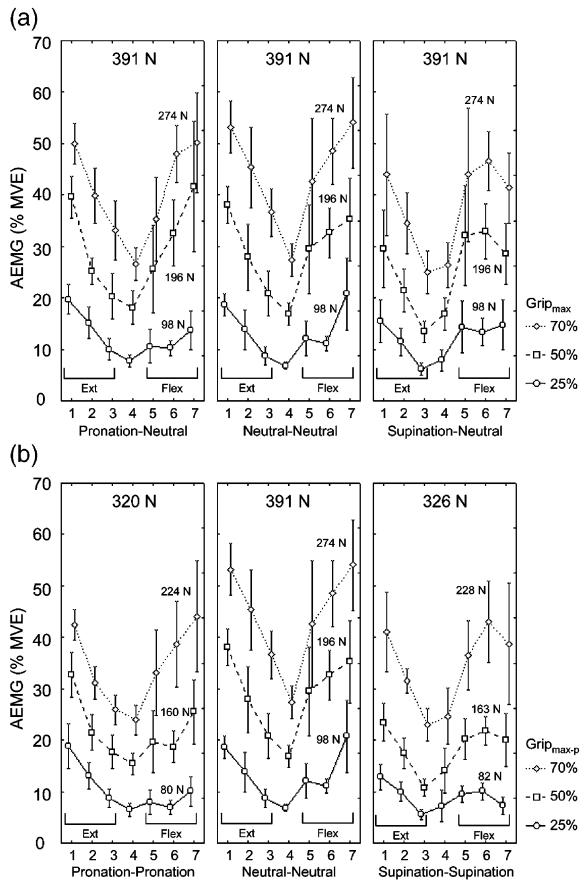 (a)
70
60
50
40
30
20
10
0
AEMG (% MVE)
391 N
274 N
196 N
98 N
Ext
Flex
1 2 3 4 5 6 7
Pronation-Neutral
391 N
274 N
196 N
98 N
Ext
Flex
1 2 3 4 5 6 7
Neutral-Neutral
391 N
274 N
196 N
98 N
Ext
Flex
1 2 3 4 5 6 7
Supination-Neutral
Gripmax
70%
50%
25%
(b)
70
60
50
40
30
20
10
0
AEMG (% MVE)
320 N
224 N
160 N
80 N
Ext
Flex
1 2 3 4 5 6 7
Pronation-Pronation
391 N
274 N
196 N
98 N
Ext
Flex
1 2 3 4 5 6 7
Neutral-Neutral
326 N
228 N
163 N
82 N
Ext
Flex
1 2 3 4 5 6 7
Supination-Supination
Gripmax-p
70%
50%
25%